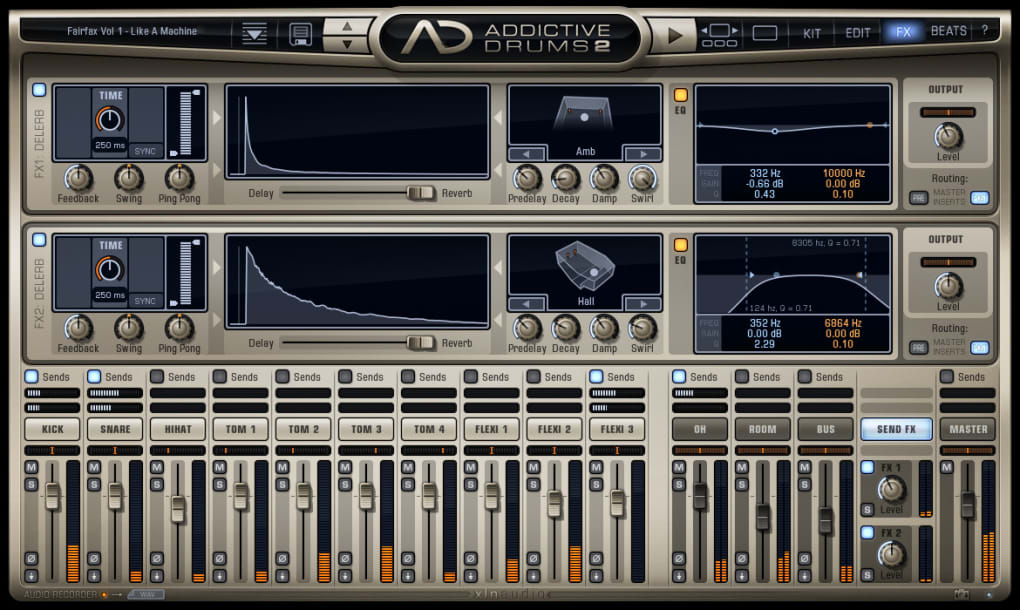 Fairfax Vol 1 - Like A Machine
ADDICTIVE
DRUMS 2
KIT EDIT FX BEATS ?
FX1: DELERB
TIME
250 ms
SYNC
Feedback Swing Ping Pong
Delay Reverb
Amb
Predelay Decay Damp Swirl
EQ
FREQ 332 Hz 10000 Hz
GAIN -0.66 dB 0.00 dB
Q 0.43 0.10
OUTPUT
Level
Routing:
PRE MASTER INSERTS
FX2: DELERB
TIME
250 ms
SYNC
Feedback Swing Ping Pong
Delay Reverb
Hall
Predelay Decay Damp Swirl
EQ
8305 hz, Q = 0.71
124 hz, Q = 0.71
FREQ 352 Hz 6864 Hz
GAIN 0.00 dB 0.00 dB
Q 2.29 0.10
OUTPUT
Level
Routing:
PRE MASTER INSERTS
Sends Sends Sends Sends Sends Sends Sends Sends Sends Sends Sends Sends Sends Sends
KICK SNARE HIHAT TOM 1 TOM 2 TOM 3 TOM 4 FLEXI 1 FLEXI 2 FLEXI 3 OH ROOM BUS SEND FX MASTER
M M M M M M M M M M M M M FX 1 M
S S S S S S S S S S S S S
S Level
FX 2
S Level
AUDIO RECORDER WAV xln audio